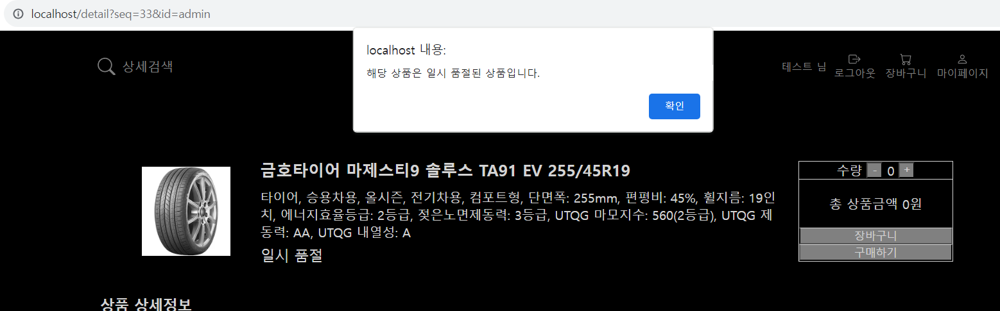 localhost/detail?seq=33&id=admin
localhost 내용:
해당 상품은 일시 품절된 상품입니다.
확인
상세검색
테스트 님
로그아웃
장바구니
마이페이지
금호타이어 마제스티9 솔루스 TA91 EV 255/45R19
타이어, 승용차용, 올시즌, 전기차용, 컴포트형, 단면폭: 255mm, 편평비: 45%, 휠지름: 19인
치, 에너지효율등급: 2등급, 젖은노면제동력: 3등급, UTQG 마모지수: 560(2등급), UTQG 제
동력: AA, UTQG 내열성: A
일시 품절
수량 - 0 +
총 상품금액 0원
장바구니
구매하기
상품 상세정보